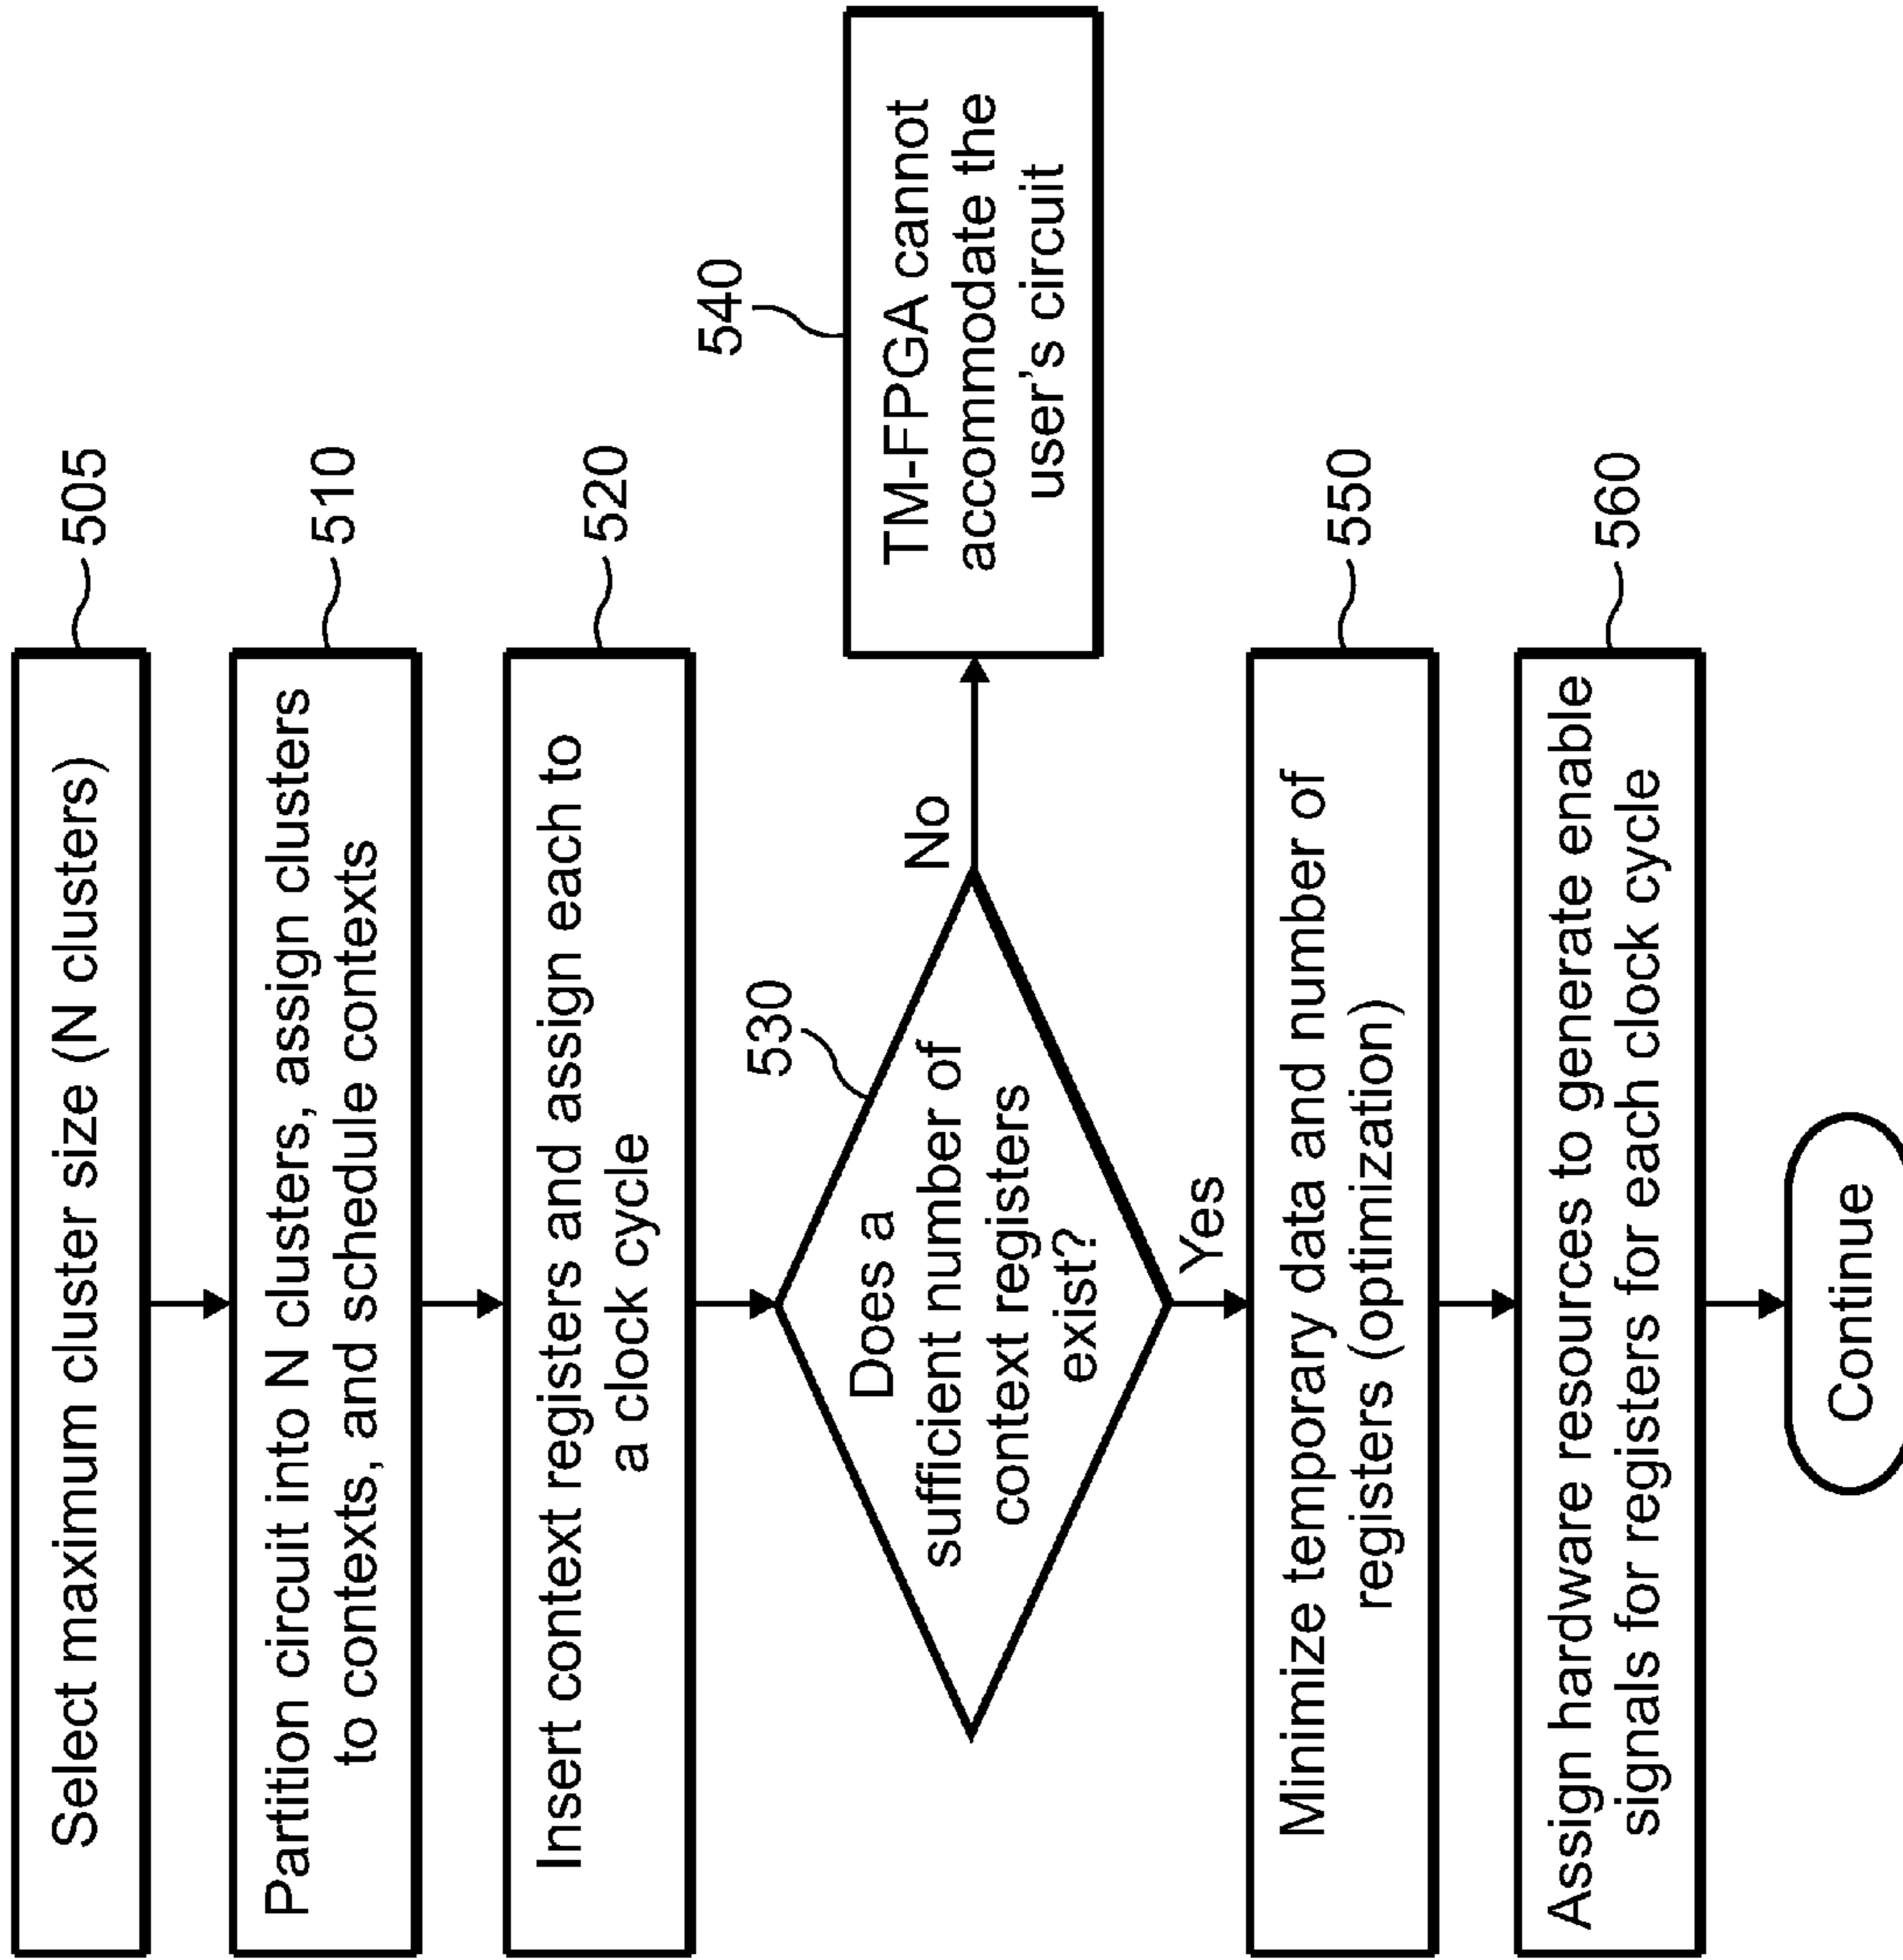 Select maximum cluster size (N clusters)
505
Partition circuit into N clusters, assign clusters
to contexts, and schedule contexts
510
Insert context registers and assign each to
a clock cycle
520
530
Does a
sufficient number of
context registers
exist?
No
540
TM-FPGA cannot
accommodate the
user's circuit
Yes
Minimize temporary data and number of
registers (optimization)
550
Assign hardware resources to generate enable
signals for registers for each clock cycle
560
Continue